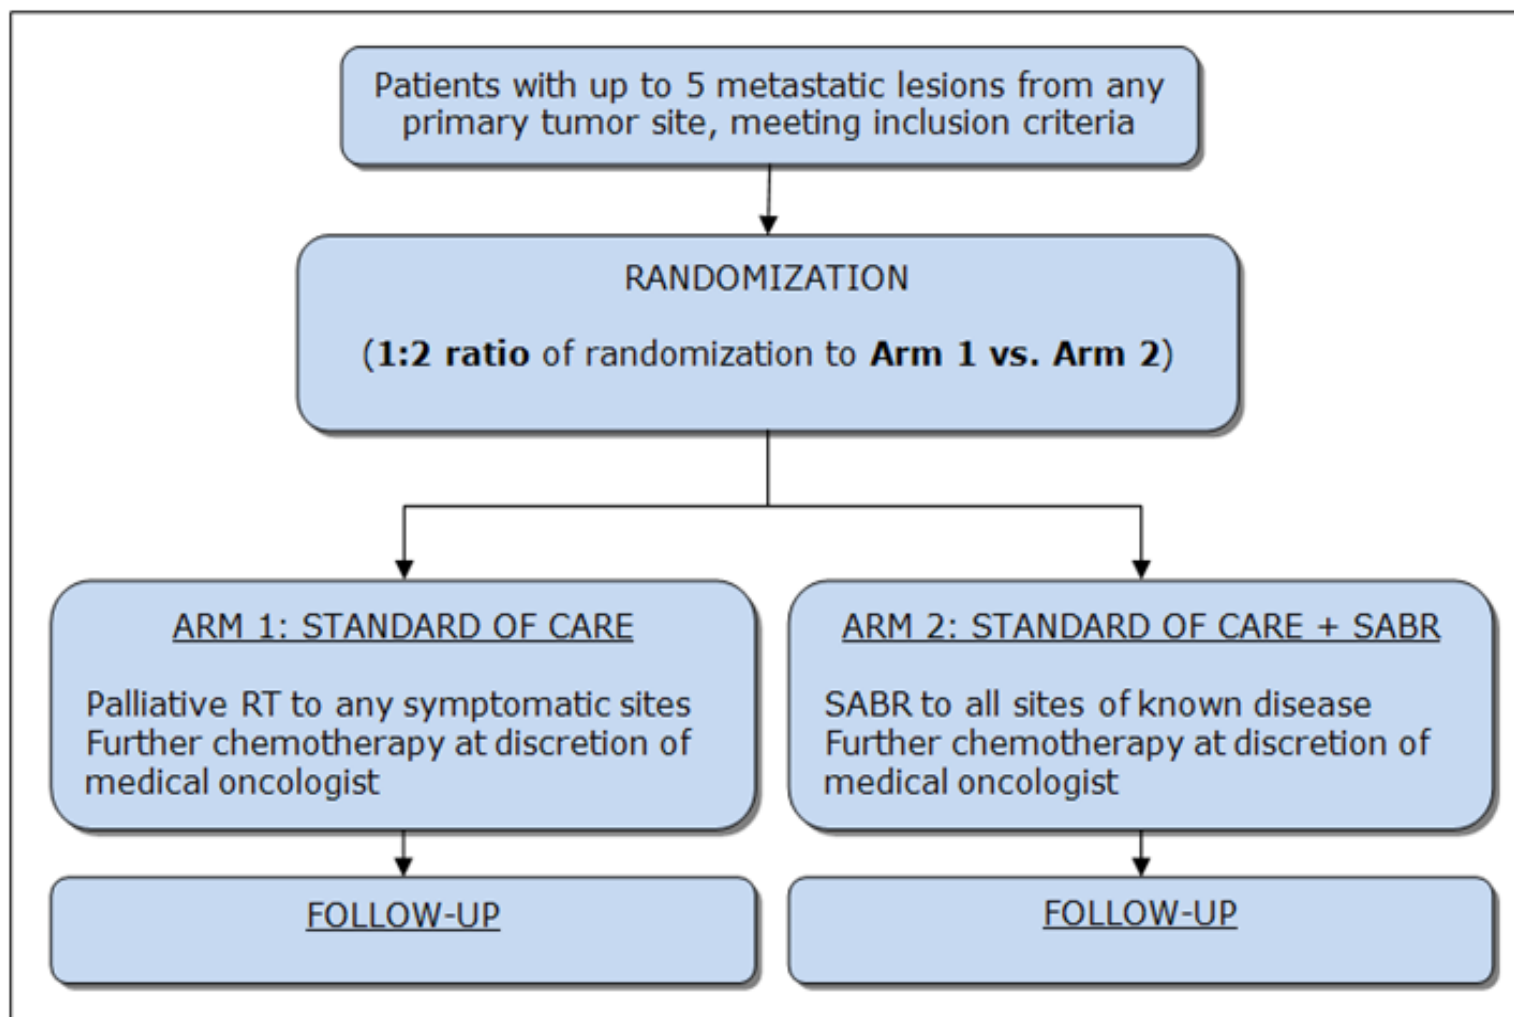 Patients with up to 5 metastatic lesions from any
primary tumor site, meeting inclusion criteria
RANDOMIZATION
(1:2 ratio of randomization to Arm 1 vs. Arm 2)
ARM 1: STANDARD OF CARE
Palliative RT to any symptomatic sites
Further chemotherapy at discretion of
medical oncologist
ARM 2: STANDARD OF CARE + SABR
SABR to all sites of known disease
Further chemotherapy at discretion of
medical oncologist
FOLLOW-UP
FOLLOW-UP